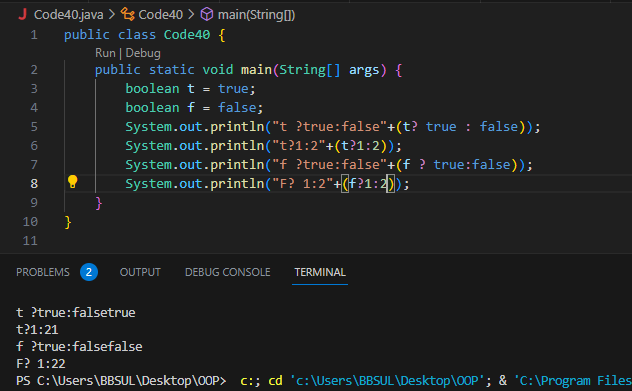 Code40.java > Code40 > main(String[])
1 public class Code40 {
Run | Debug
2 public static void main(String[] args) {
3 boolean t = true;
4 boolean f = false;
5 System.out.println("t ?true:false"+(t? true : false));
6 System.out.println("t?1:2"+(t?1:2));
7 System.out.println("f ?true:false"+(f ? true:false));
8 System.out.println("F? 1:2"+(f?1:2));
9 }
10 }
11
PROBLEMS 2 OUTPUT DEBUG CONSOLE TERMINAL
t ?true:falsetrue
t?1:21
f ?true:falsefalse
F? 1:22
PS C:\Users\BBSUL\Desktop\OOP> c:; cd 'c:\Users\BBSUL\Desktop\OOP'; & 'C:\Program Files